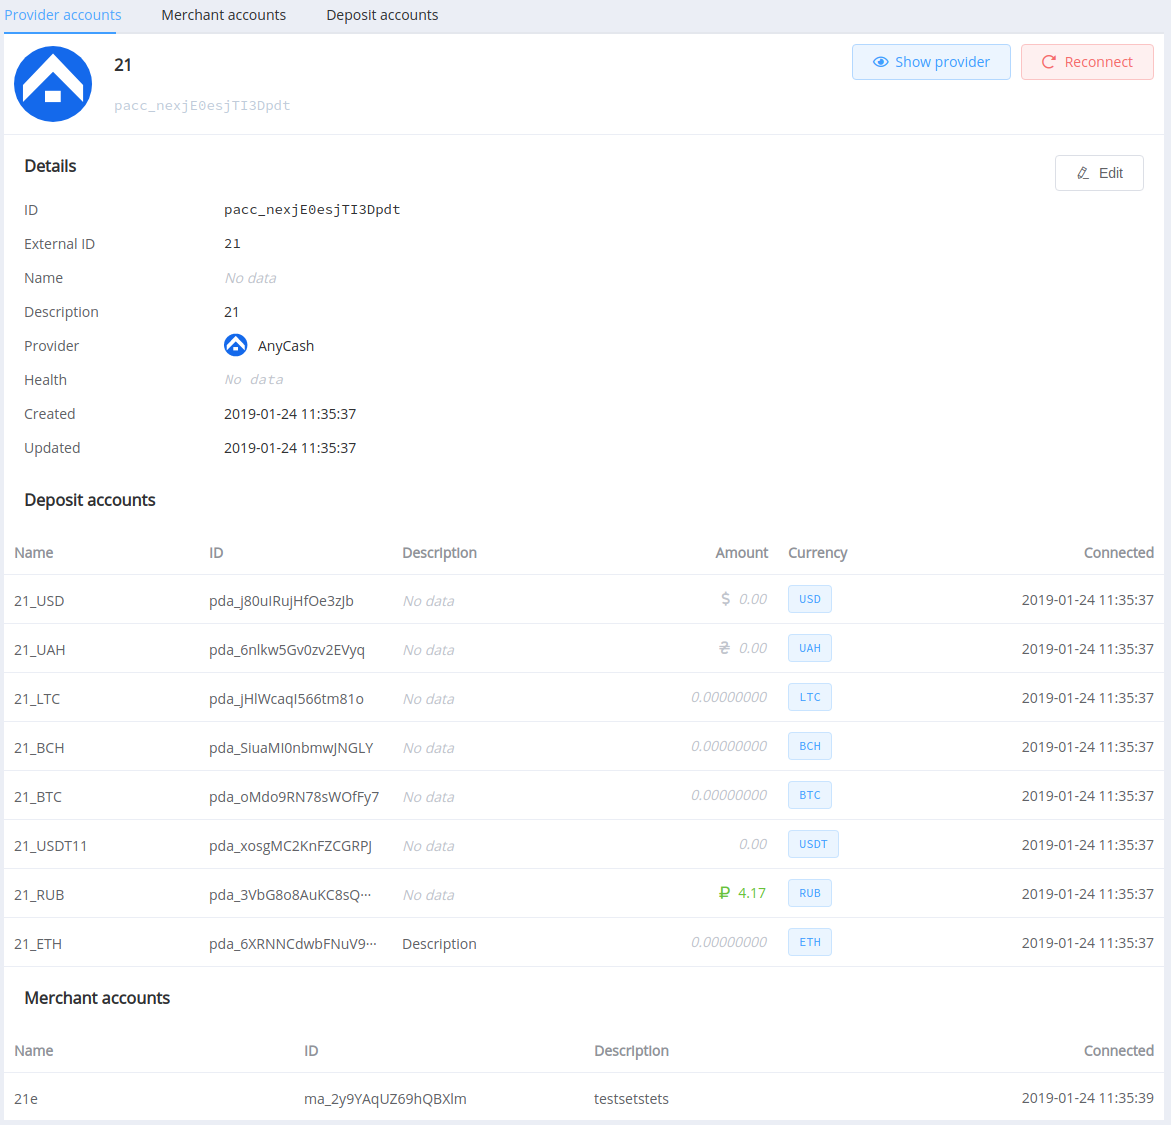 Provider accounts Merchant accounts Deposit accounts
21 Show provider Reconnect
pacc_nexjE0esjTI3Dpdt
Details Edit
ID pacc_nexjE0esjTI3Dpdt
External ID 21
Name No data
Description 21
Provider AnyCash
Health No data
Created 2019-01-24 11:35:37
Updated 2019-01-24 11:35:37
Deposit accounts
Name ID Description Amount Currency Connected
21_USD pda_j80uIRujHfOe3zJb No data $ 0.00 USD 2019-01-24 11:35:37
21_UAH pda_6nlkw5Gv0zv2EVyq No data ₴ 0.00 UAH 2019-01-24 11:35:37
21_LTC pda_jHlWcaqI566tm81o No data 0.00000000 LTC 2019-01-24 11:35:37
21_BCH pda_SiuaMI0nbmwJNGLY No data 0.00000000 BCH 2019-01-24 11:35:37
21_BTC pda_oMdo9RN78sWOfFy7 No data 0.00000000 BTC 2019-01-24 11:35:37
21_USDT11 pda_xosgMC2KnFZCGRPJ No data 0.00 USDT 2019-01-24 11:35:37
21_RUB pda_3VbG8o8AuKC8sQ··· No data ₽ 4.17 RUB 2019-01-24 11:35:37
21_ETH pda_6XRNNCdwbFNuV9··· Description 0.00000000 ETH 2019-01-24 11:35:37
Merchant accounts
Name ID Description Connected
21e ma_2y9YAqUZ69hQBXlm testsetstets 2019-01-24 11:35:39